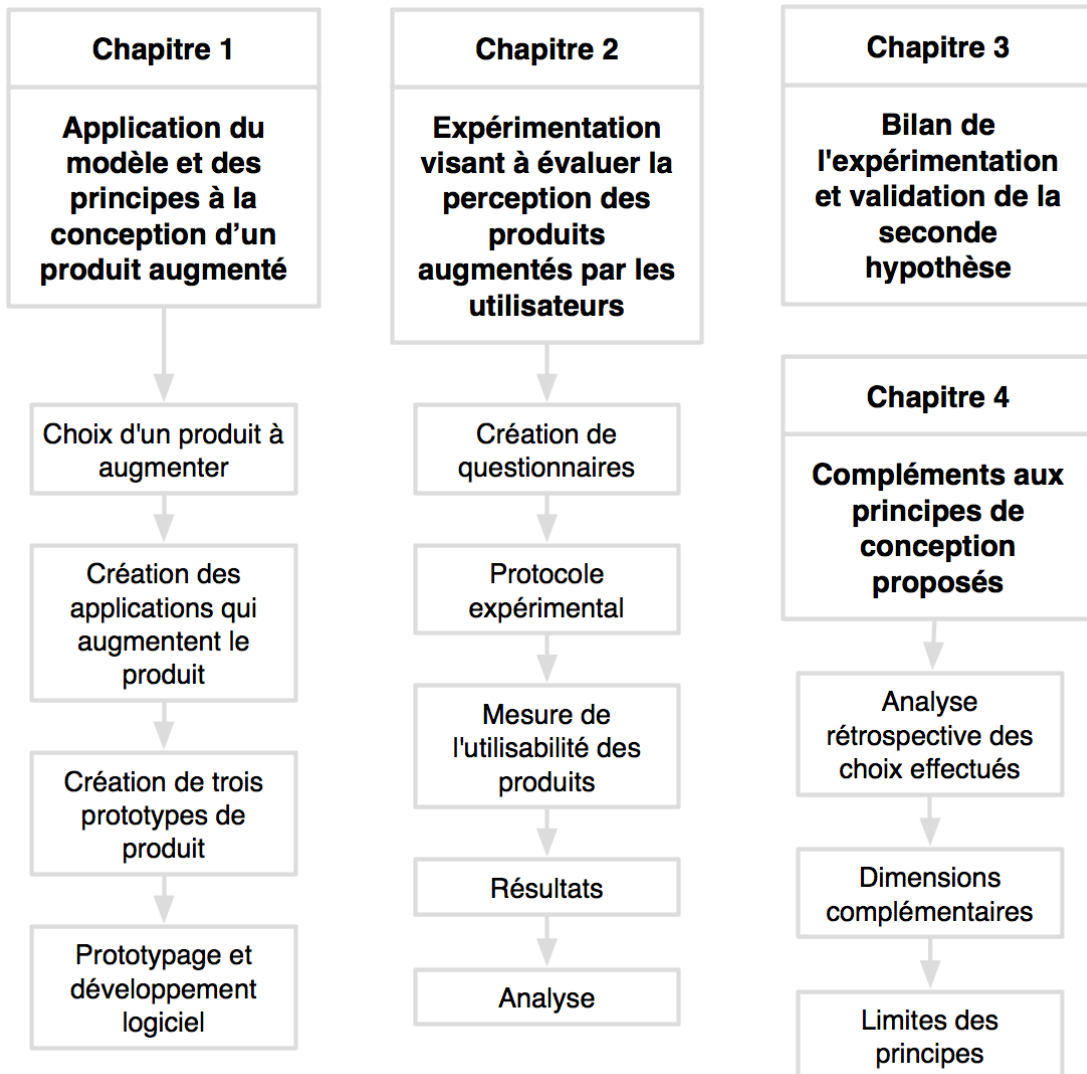 Chapitre 1
Application du
modèle et des
principes à la
conception d’un
produit augmenté
Choix d'un produit à
augmenter
Création des
applications qui
augmentent le
produit
Création de trois
prototypes de
produit
Prototypage et
développement
logiciel
Chapitre 2
Expérimentation
visant à évaluer la
perception des
produits
augmentés par les
utilisateurs
Création de
questionnaires
Protocole
expérimental
Mesure de
l'utilisabilité des
produits
Résultats
Analyse
Chapitre 3
Bilan de
l'expérimentation
et validation de la
seconde
hypothèse
Chapitre 4
Compléments aux
principes de
conception
proposés
Analyse
rétrospective des
choix effectués
Dimensions
complémentaires
Limites des
principes